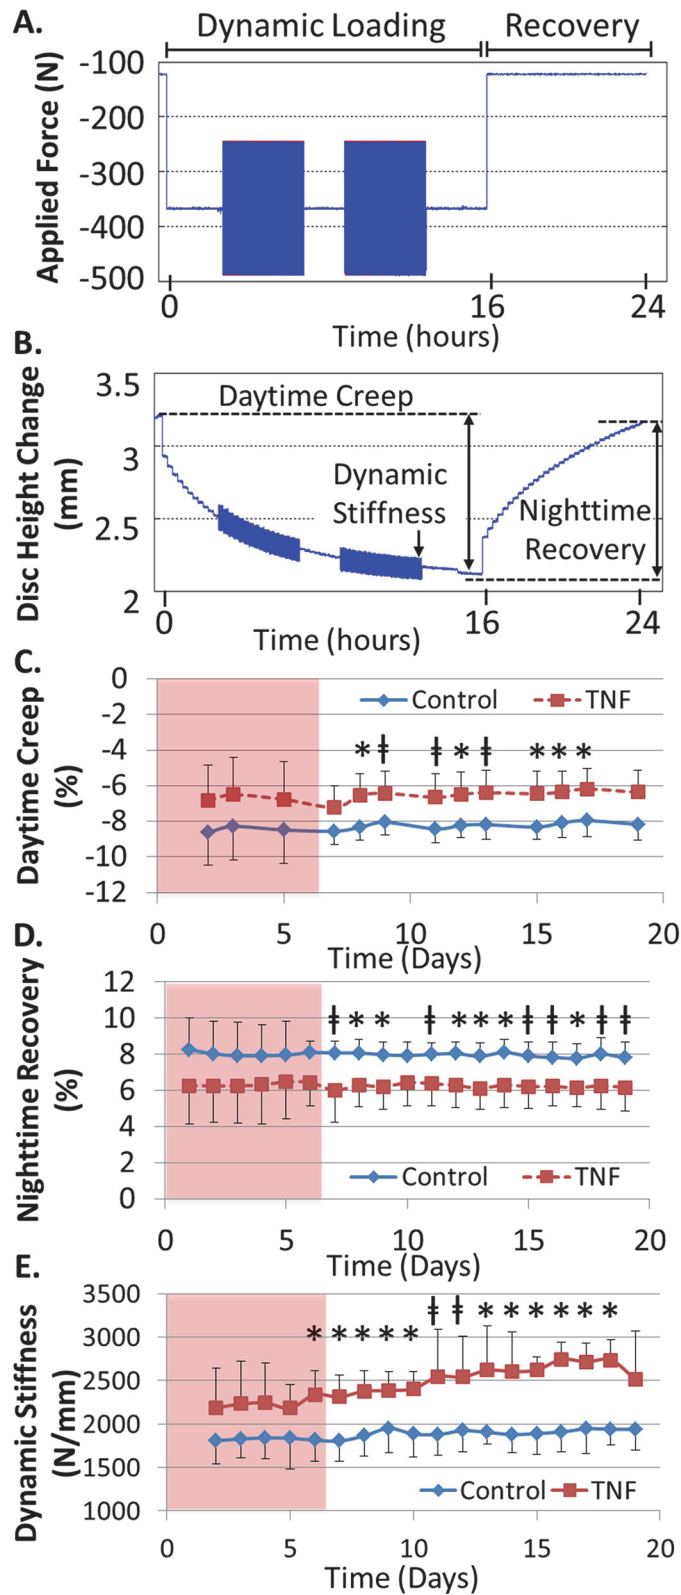 A.
Dynamic Loading
Recovery
Applied Force (N)
-100
-200
-300
-400
-500
0
16
24
Time (hours)
B.
Disc Height Change
(mm)
3.5
3
2.5
2
Daytime Creep
Dynamic
Stiffness
Nighttime
Recovery
0
16
24
Time (hours)
C.
Daytime Creep
(%)
0
-2
-4
-6
-8
-10
-12
Control
TNF
*ǂ
ǂ*ǂ
***
0
5
10
15
20
Time (Days)
D.
Nighttime Recovery
(%)
12
10
8
6
4
2
0
ǂ**
ǂ***ǂǂ*ǂǂ
Control
TNF
0
5
10
15
20
Time (Days)
E.
Dynamic Stiffness
(N/mm)
3500
3000
2500
2000
1500
1000
ǂǂ******
*****
Control
TNF
0
5
10
15
20
Time (Days)